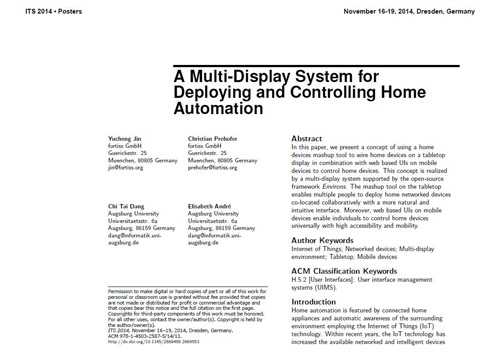 ITS 2014 • Posters
November 16-19, 2014, Dresden, Germany
A Multi-Display System for
Deploying and Controlling Home
Automation
Yuchong Jin
fortiss GmbH
Guerickestr. 25
Muenchen, 80805 Germany
jin@fortiss.org
Christian Prehofer
fortiss GmbH
Guerickestr. 25
Muenchen, 80805 Germany
prehofer@fortiss.org
Chi Tai Dang
Augsburg University
Universitaetsstr. 6a
Augsburg, 86159 Germany
dang@informatik.uni-
augsburg.de
Elisabeth André
Augsburg University
Universitaetsstr. 6a
Augsburg, 86159 Germany
andre@informatik.uni-
augsburg.de
Permission to make digital or hard copies of part or all of this work for
personal or classroom use is granted without fee provided that copies
are not made or distributed for profit or commercial advantage and
that copies bear this notice and the full citation on the first page.
Copyrights for third-party components of this work must be honored.
For all other uses, contact the owner/author(s). Copyright is held by
the author/owner(s).
ITS 2014, November 16–19, 2014, Dresden, Germany.
ACM 978-1-4503-2587-5/14/11.
http://dx.doi.org/10.1145/2669485.2669553
Abstract
In this paper, we present a concept of using a home
devices mashup tool to wire home devices on a tabletop
display in combination with web based UIs on mobile
devices to control home devices. This concept is realized
by a multi-display system supported by the open-source
framework Environs. The mashup tool on the tabletop
enables multiple people to deploy home networked devices
co-located collaboratively with a more natural and
intuitive interface. Moreover, web based UIs on mobile
devices enable individuals to control home devices
universally with high accessibility and mobility.
Author Keywords
Internet of Things; Networked devices; Multi-display
environment; Tabletop; Mobile devices
ACM Classification Keywords
H.5.2 [User Interfaces]: User interface management
systems (UIMS).
Introduction
Home automation is featured by connected home
appliances and automatic awareness of the surrounding
environment employing the Internet of Things (IoT)
technology. Within recent years, the IoT technology has
increased the available networked and intelligent devices